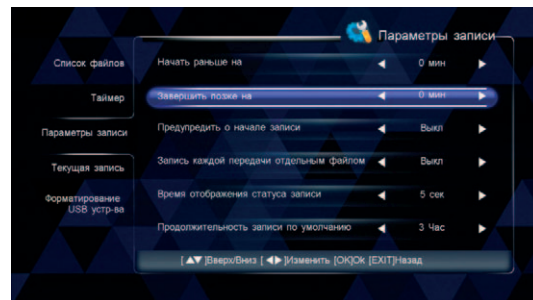 Параметры записи
Список файлов
Таймер
Параметры записи
Текущая запись
Форматирование
USB устр-ва
Начать раньше на ◀ 0 мин ▶
Завершить позже на ◀ 0 мин ▶
Предупредить о начале записи ◀ Выкл ▶
Запись каждой передачи отдельным файлом ◀ Выкл ▶
Время отображения статуса записи ◀ 5 сек ▶
Продолжительность записи по умолчанию ◀ 3 Час ▶
[ ▲▼ ]Вверх/Вниз [ ◀▶ ]Изменить [OK]Ok [EXIT]Назад